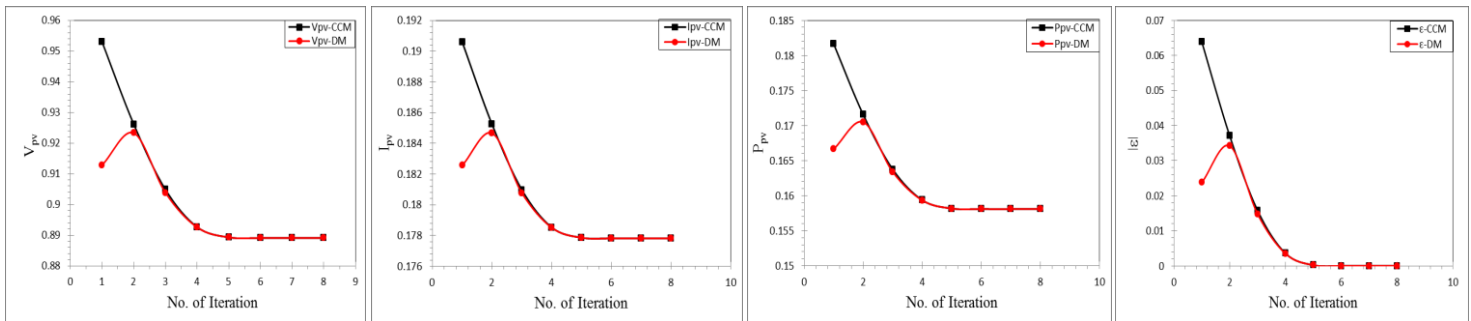 0.96
0.95
0.94
0.93
0.92
0.91
0.9
0.89
0.88
V_pv
0 1 2 3 4 5 6 7 8 9
No. of Iteration
Vpv-CCM
Vpv-DM
0.192
0.19
0.188
0.186
0.184
0.182
0.18
0.178
0.176
I_pv
0 2 4 6 8 10
No. of Iteration
Ipv-CCM
Ipv-DM
0.185
0.18
0.175
0.17
0.165
0.16
0.155
0.15
P_pv
0 2 4 6 8 10
No. of Iteration
Ppv-CCM
Ppv-DM
0.07
0.06
0.05
0.04
0.03
0.02
0.01
0
|ε|
0 2 4 6 8 10
No. of Iteration
ε-CCM
ε-DM